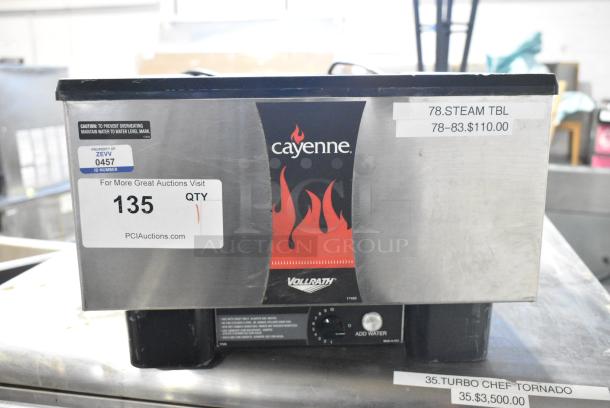 78.STEAM TBL
78-83.$110.00
CAUTION: TO PREVENT OVERHEATING
MAINTAIN WATER TO WATER LEVEL MARK.
PROPERTY OF
ZEVV
0457
ID NUMBER
cayenne
For More Great Auctions Visit
135
QTY
1
PCIAuctions.com
PCI
AUCTION GROUP
VOLLRATH
ADD WATER
35.TURBO CHEF TORNADO
35.$3,500.00